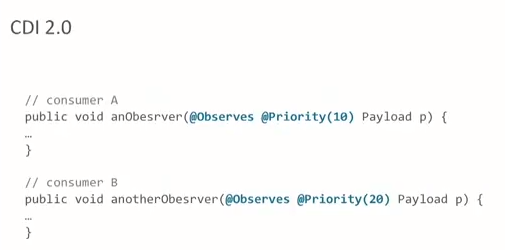 CDI 2.0
// consumer A
public void anObesrver(@Observes @Priority(10) Payload p) {
…
}
// consumer B
public void anotherObesrver(@Observes @Priority(20) Payload p) {
…
}